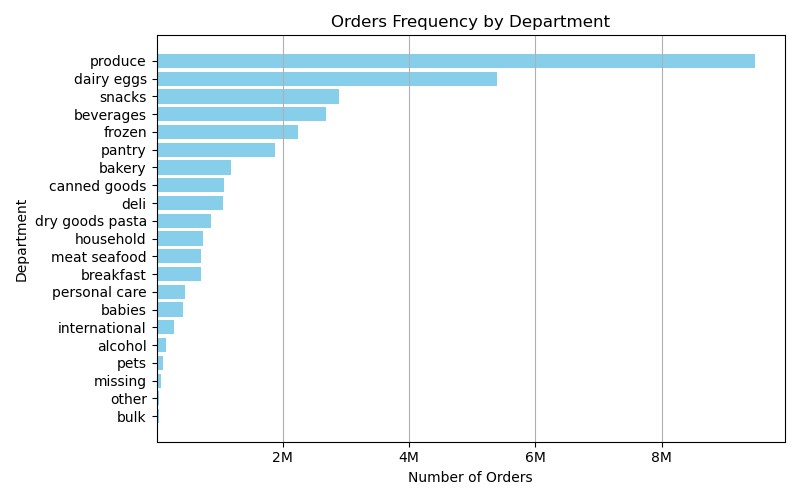 Orders Frequency by Department
Department
produce
dairy eggs
snacks
beverages
frozen
pantry
bakery
canned goods
deli
dry goods pasta
household
meat seafood
breakfast
personal care
babies
international
alcohol
pets
missing
other
bulk
2M 4M 6M 8M
Number of Orders